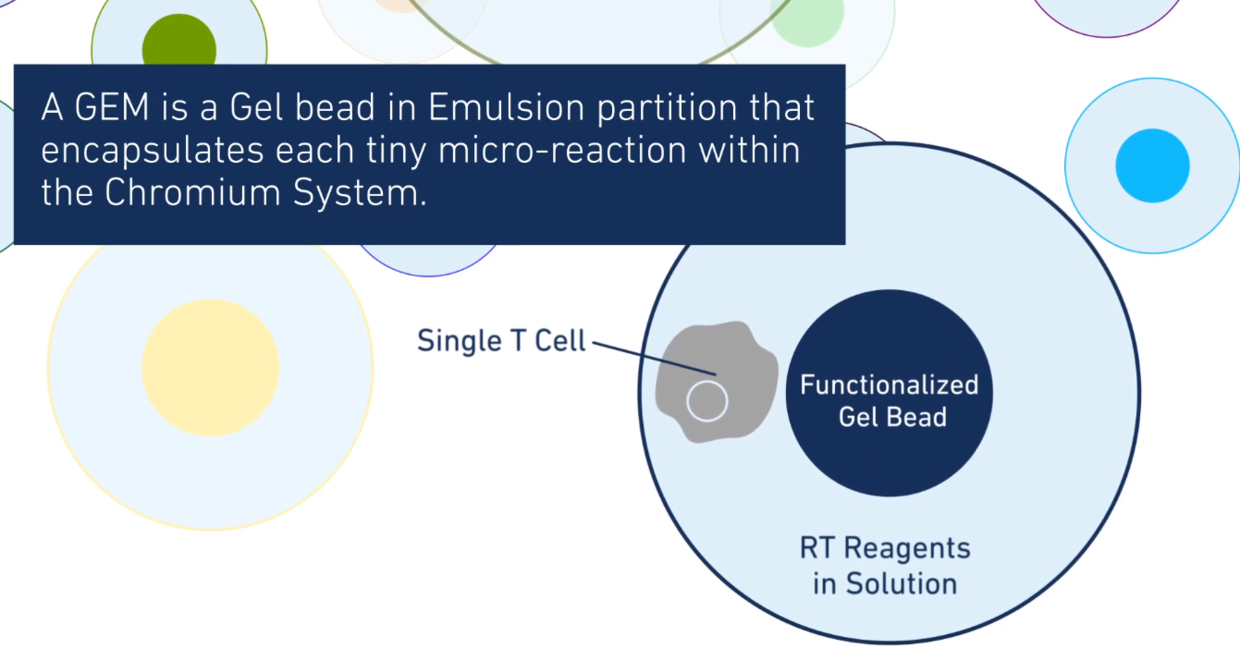 A GEM is a Gel bead in Emulsion partition that
encapsulates each tiny micro-reaction within
the Chromium System.
Single T Cell
Functionalized
Gel Bead
RT Reagents
in Solution